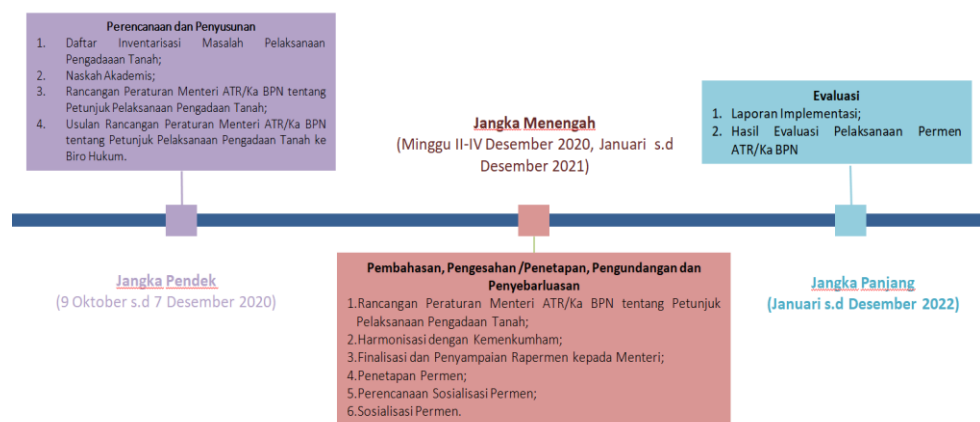 Perencanaan dan Penyusunan
1. Daftar Inventarisasi Masalah Pelaksanaan
Pengadaaan Tanah;
2. Naskah Akademis;
3. Rancangan Peraturan Menteri ATR/Ka BPN tentang
Petunjuk Pelaksanaan Pengadaan Tanah;
4. Usulan Rancangan Peraturan Menteri ATR/Ka BPN
tentang Petunjuk Pelaksanaan Pengadaan Tanah ke
Biro Hukum.
Jangka Pendek
(9 Oktober s.d 7 Desember 2020)
Jangka Menengah
(Minggu II-IV Desember 2020, Januari s.d
Desember 2021)
Pembahasan, Pengesahan /Penetapan, Pengundangan dan
Penyebarluasan
1.Rancangan Peraturan Menteri ATR/Ka BPN tentang Petunjuk
Pelaksanaan Pengadaan Tanah;
2.Harmonisasi dengan Kemenkumham;
3.Finalisasi dan Penyampaian Rapermen kepada Menteri;
4.Penetapan Permen;
5.Perencanaan Sosialisasi Permen;
6.Sosialisasi Permen.
Evaluasi
1. Laporan Implementasi;
2. Hasil Evaluasi Pelaksanaan Permen
ATR/Ka BPN
Jangka Panjang
(Januari s.d Desember 2022)